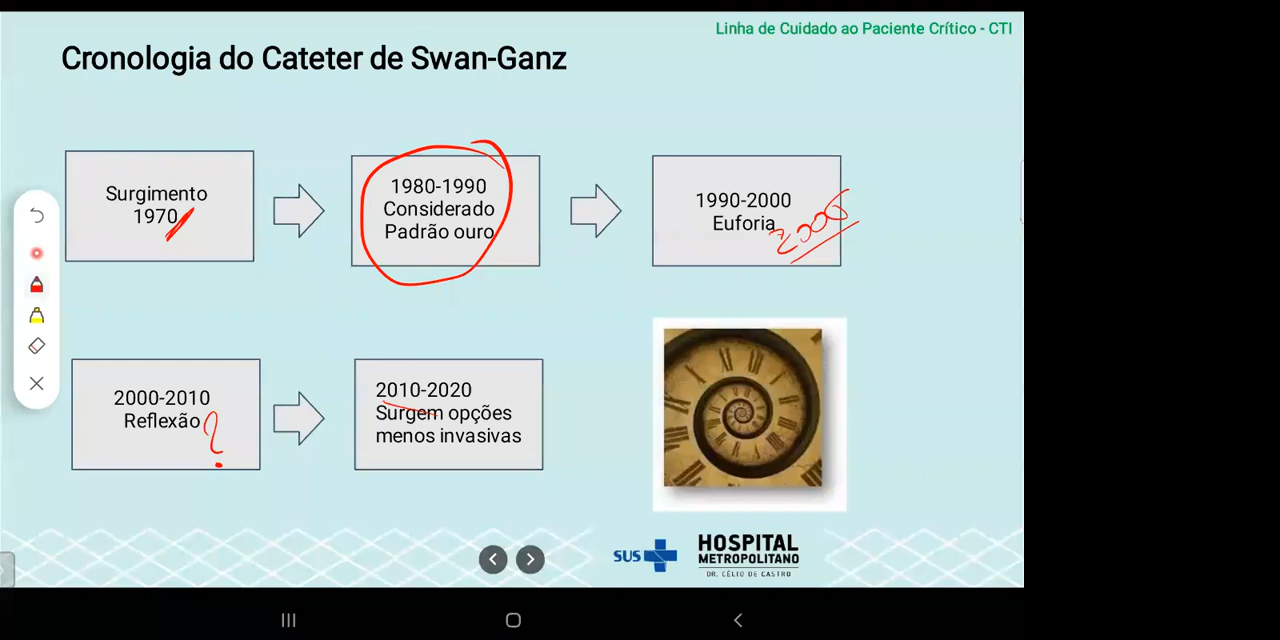 Linha de Cuidado ao Paciente Crítico - CTI
Cronologia do Cateter de Swan-Ganz
Surgimento
1970
1980-1990
Considerado
Padrão ouro
1990-2000
Euforia
2000
2000-2010
Reflexão
?
2010-2020
Surgem opções
menos invasivas
SUS
HOSPITAL
METROPOLITANO
DR. CÉLIO DE CASTRO